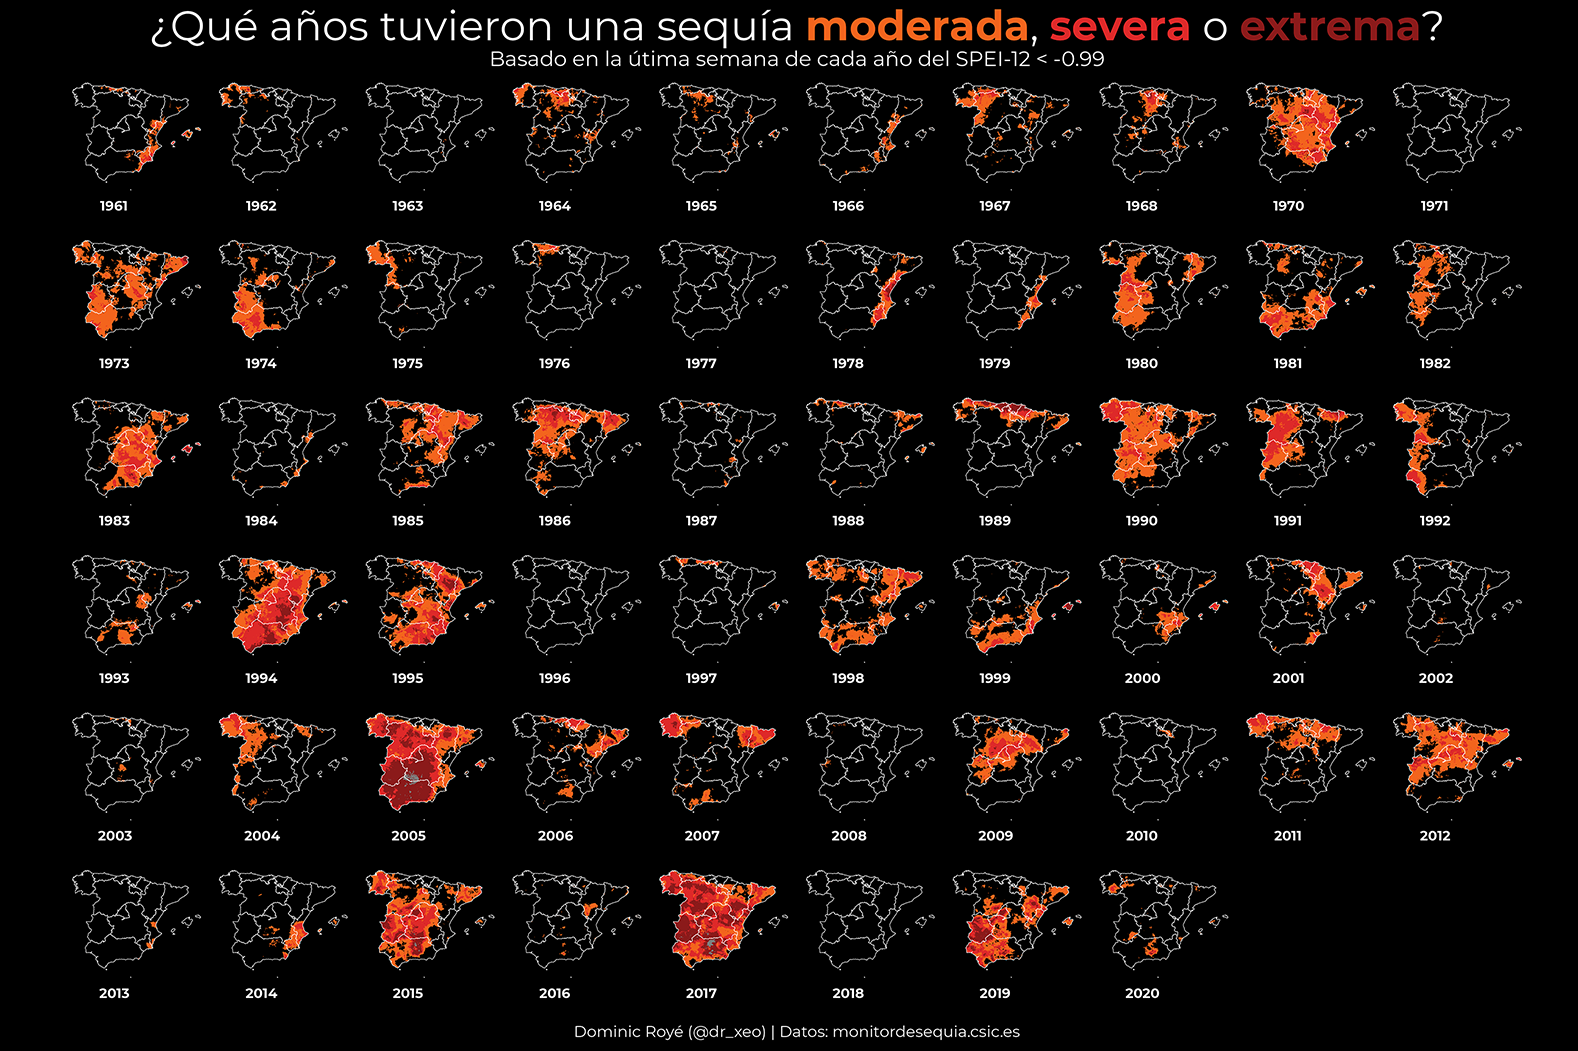 ¿Qué años tuvieron una sequía moderada, severa o extrema?
Basado en la útima semana de cada año del SPEI-12 < -0.99
1961 1962 1963 1964 1965 1966 1967 1968 1970 1971
1973 1974 1975 1976 1977 1978 1979 1980 1981 1982
1983 1984 1985 1986 1987 1988 1989 1990 1991 1992
1993 1994 1995 1996 1997 1998 1999 2000 2001 2002
2003 2004 2005 2006 2007 2008 2009 2010 2011 2012
2013 2014 2015 2016 2017 2018 2019 2020
Dominic Royé (@dr_xeo) | Datos: monitordesequia.csic.es